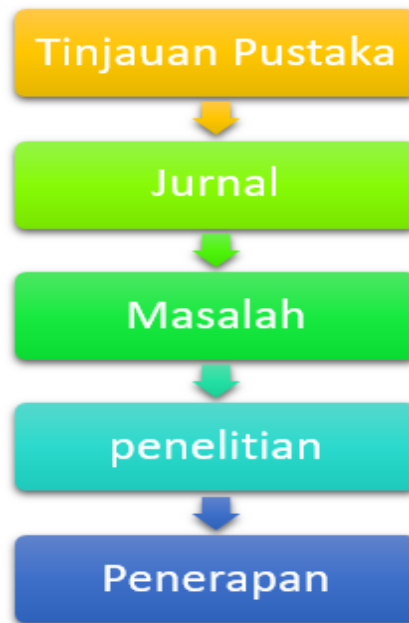 Tinjauan Pustaka
Jurnal
Masalah
penelitian
Penerapan